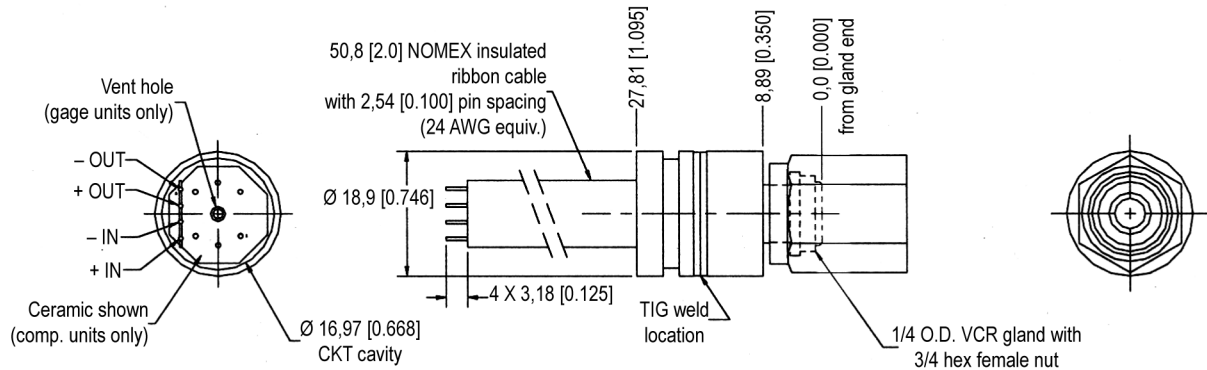 Vent hole
(gage units only)
– OUT
+ OUT
– IN
+ IN
Ceramic shown
(comp. units only)
Ø 16,97 [0.668]
CKT cavity
50,8 [2.0] NOMEX insulated
ribbon cable
with 2,54 [0.100] pin spacing
(24 AWG equiv.)
Ø 18,9 [0.746]
4 X 3,18 [0.125]
27,81 [1.095]
8,89 [0.350]
0,0 [0.000]
from gland end
TIG weld
location
1/4 O.D. VCR gland with
3/4 hex female nut